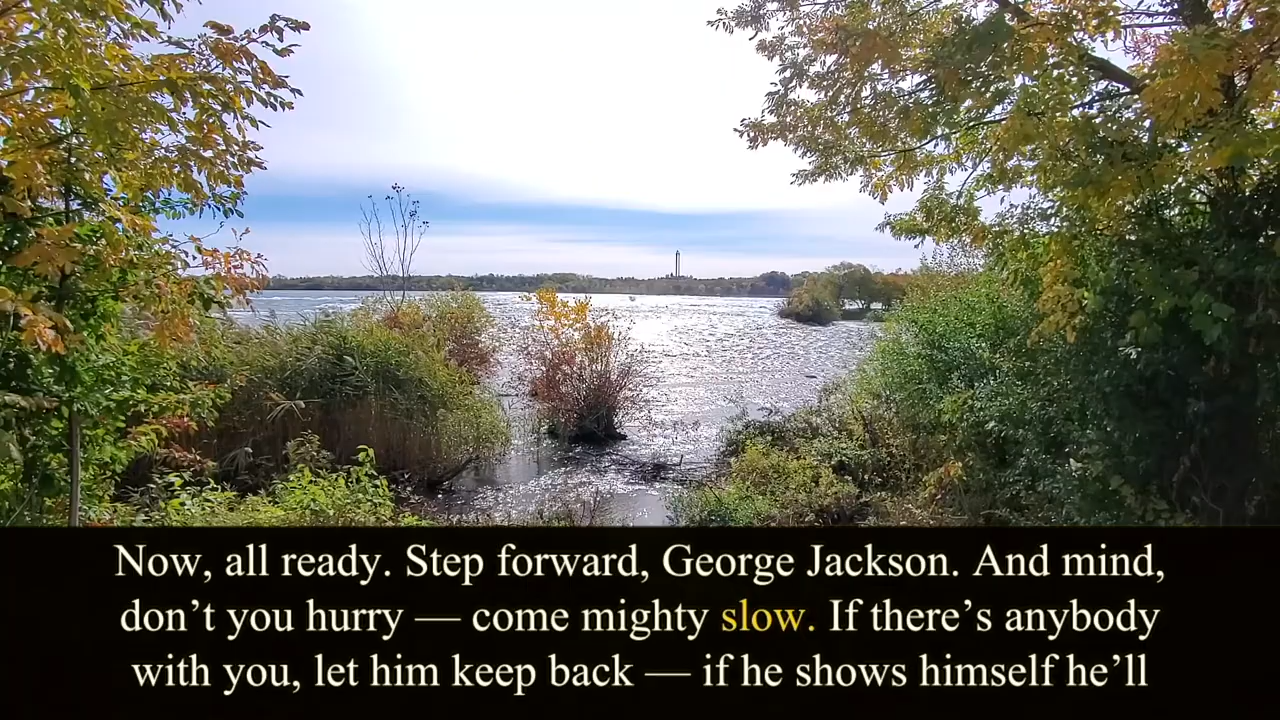 Now, all ready. Step forward, George Jackson. And mind,
don’t you hurry — come mighty slow. If there’s anybody
with you, let him keep back — if he shows himself he’ll